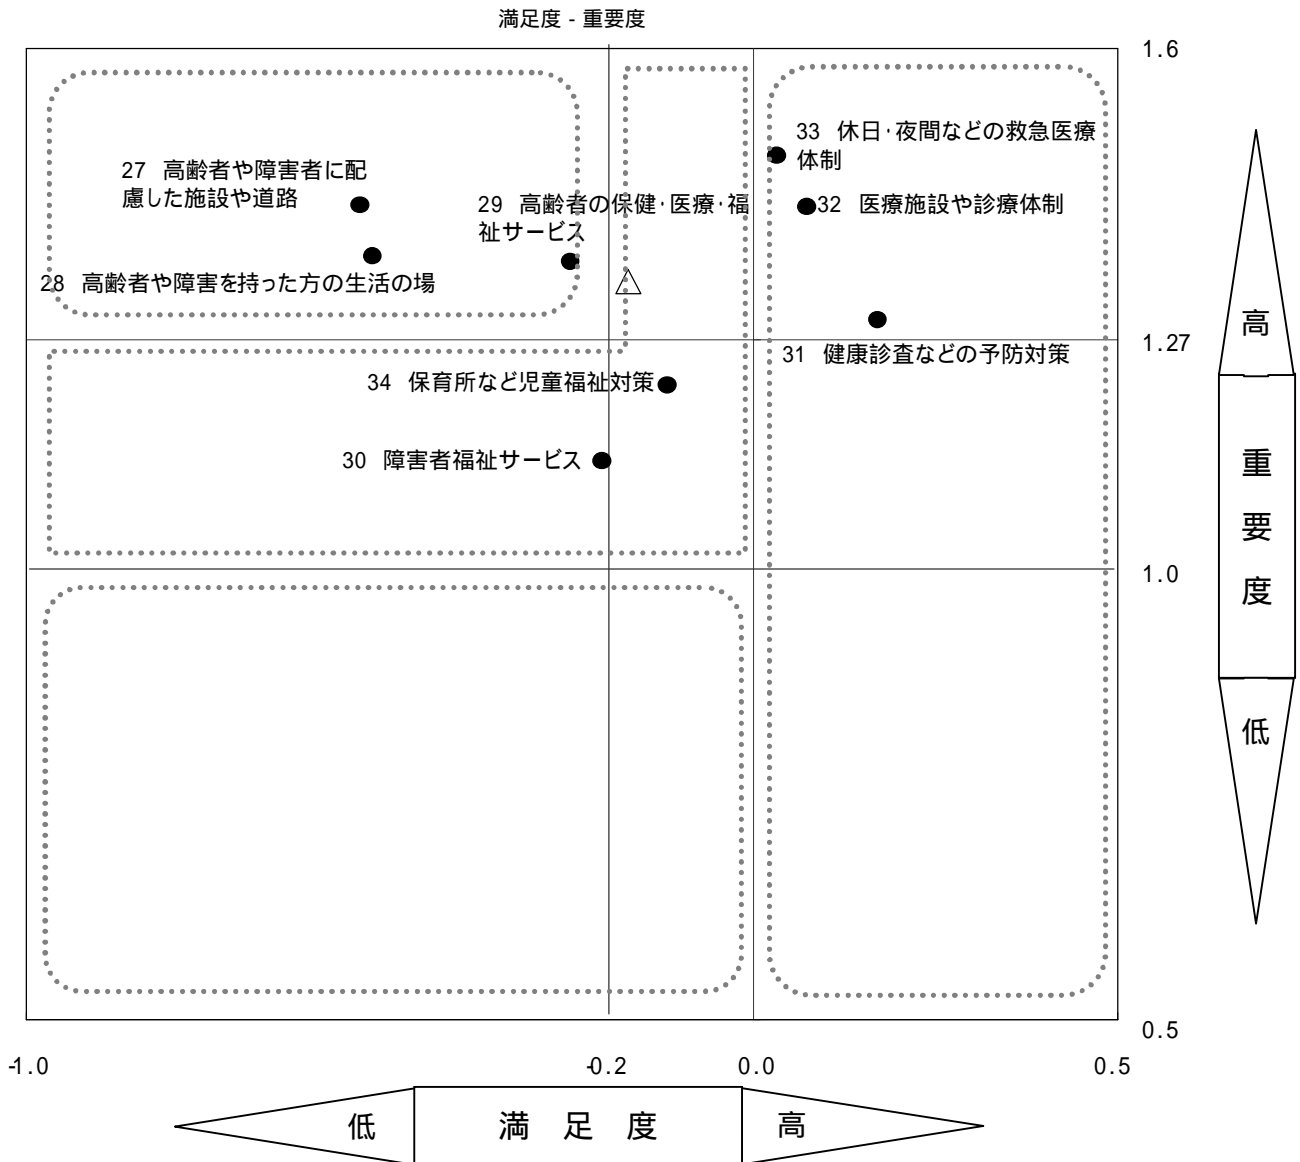 満足度 - 重要度
1.6
33 休日･夜間などの救急医療
体制
27 高齢者や障害者に配
慮した施設や道路
29 高齢者の保健･医療･福
祉サービス
32 医療施設や診療体制
28 高齢者や障害を持った方の生活の場
高
1.27
31 健康診査などの予防対策
34 保育所など児童福祉対策
30 障害者福祉サービス
重
要
度
1.0
低
0.5
-1.0
-0.2
0.0
0.5
低
満 足 度
高